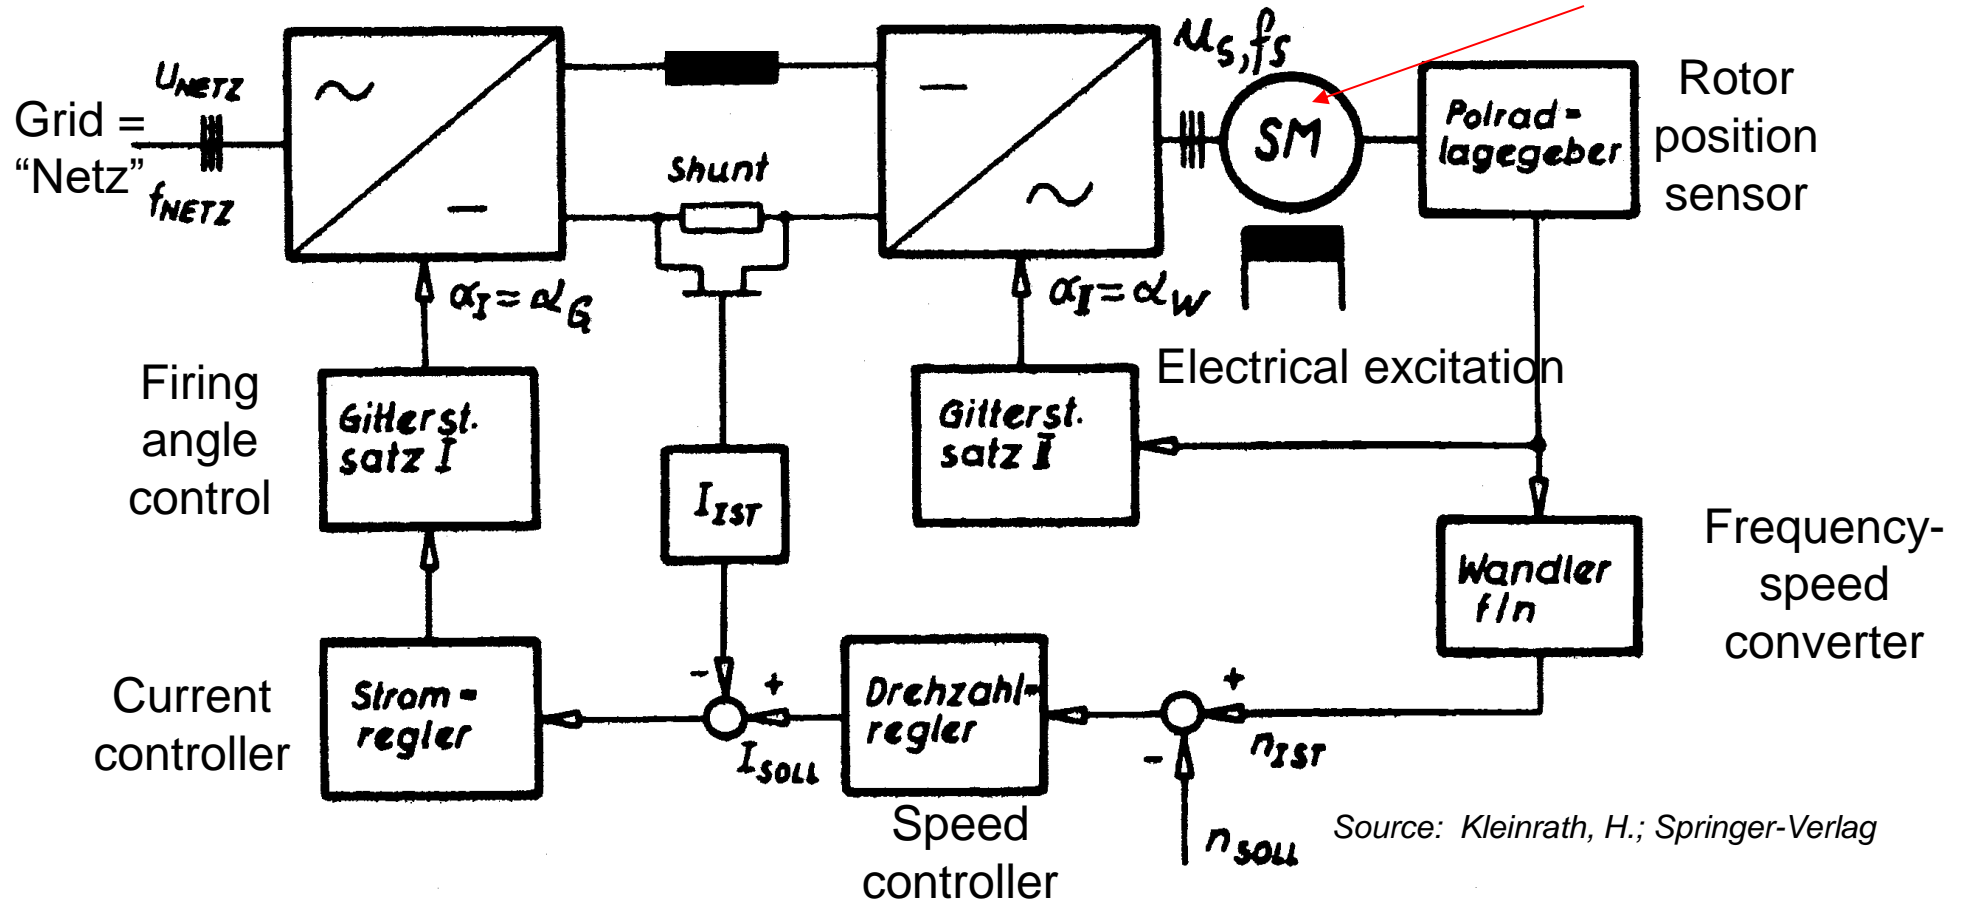 U_NETZ
Grid =
"Netz"
f_NETZ
~
–
–
~
u_S, f_S
SM
Polrad =
lagegeber
Rotor
position
sensor
Shunt
α_I = α_G
α_II = α_W
Electrical excitation
Firing
angle
control
Gitterst.
satz I
I_IST
Gitterst.
satz II
Wandler
f/n
Frequency-
speed
converter
Current
controller
Strom =
regler
-
+
I_SOLL
Drehzahl=
regler
Speed
controller
+
-
n_IST
n_SOLL
Source: Kleinrath, H.; Springer-Verlag